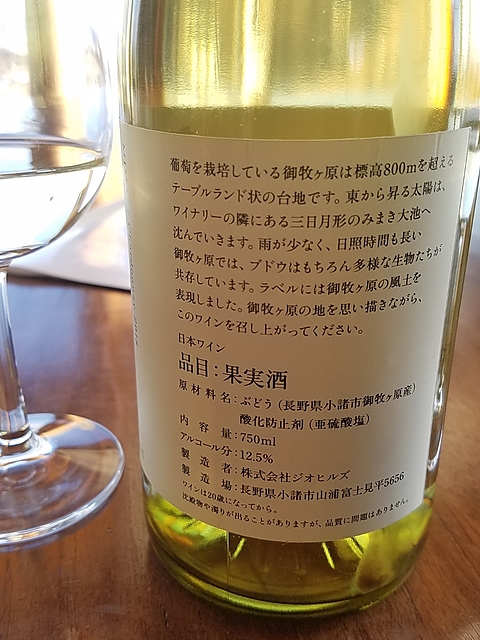 葡萄を栽培している御牧ヶ原は標高800mを超える
テーブルランド状の台地です。東から昇る太陽は、
ワイナリーの隣にある三日月形のみまき大池へ
沈んでいきます。雨が少なく、日照時間も長い
御牧ヶ原では、ブドウはもちろん多様な生物たちが
共存しています。ラベルには御牧ヶ原の風土を
表現しました。御牧ヶ原の地を思い描きながら、
このワインを召し上がってください。
日本ワイン
品目：果実酒
原材料名：ぶどう（長野県小諸市御牧ヶ原産）
酸化防止剤（亜硫酸塩）
内容量：750ml
アルコール分：12.5%
製造者：株式会社ジオヒルズ
製造場：長野県小諸市山浦富士見平5656
ワインは20歳になってから。
沈殿物や濁りが出ることがありますが、品質に問題はありません。